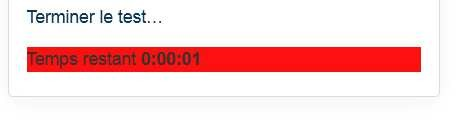 Terminer le test…
Temps restant 0:00:01